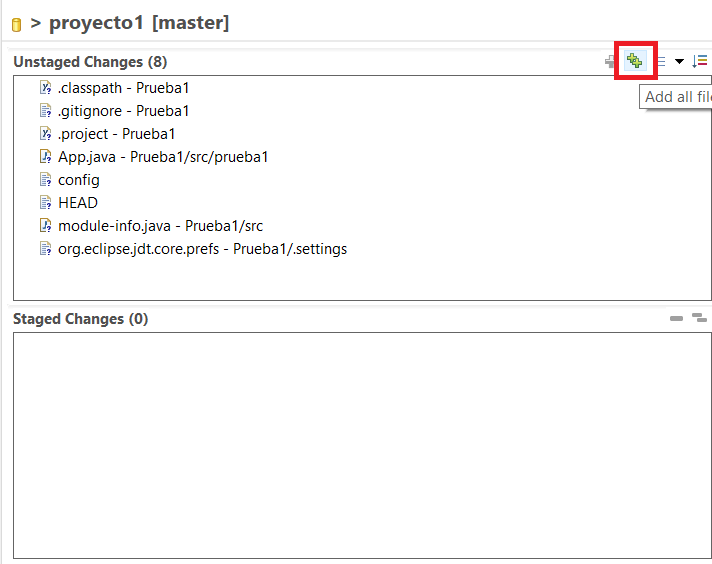 > proyecto1 [master]
Unstaged Changes (8)
Add all file
.classpath - Prueba1
.gitignore - Prueba1
.project - Prueba1
App.java - Prueba1/src/prueba1
config
HEAD
module-info.java - Prueba1/src
org.eclipse.jdt.core.prefs - Prueba1/.settings
Staged Changes (0)